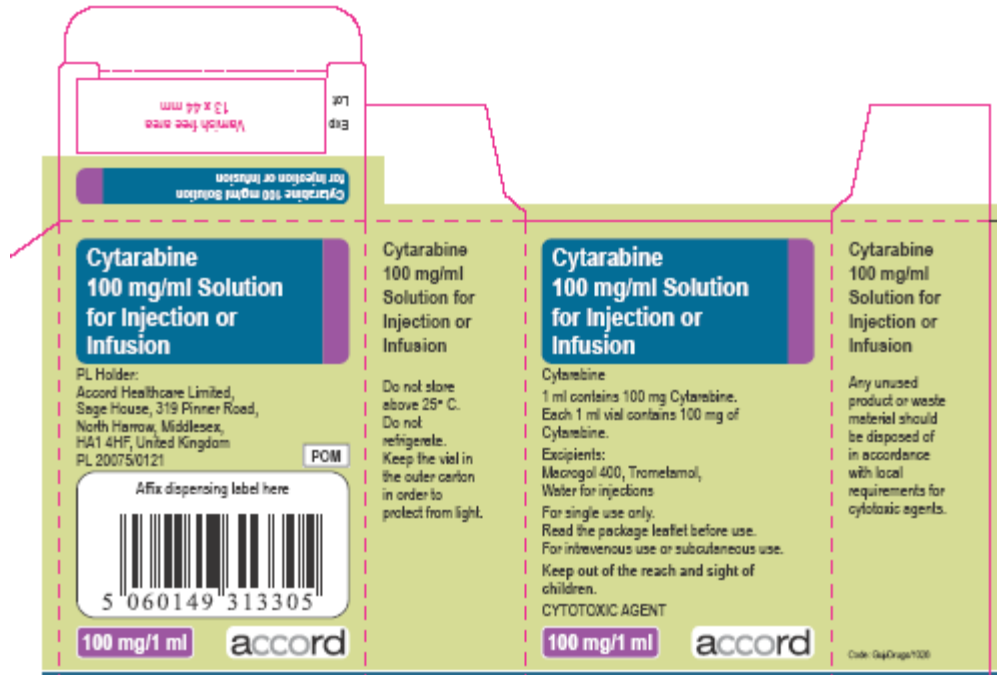 Varnish free area
13 x 44 mm
Exp
Lot
Cytarabine 100 mg/ml Solution
for Injection or Infusion
Cytarabine
100 mg/ml Solution
for Injection or
Infusion
PL Holder:
Accord Healthcare Limited,
Sage House, 319 Pinner Road,
North Harrow, Middlesex,
HA1 4HF, United Kingdom
PL 20075/0121
POM
Affix dispensing label here
5 060149 313305
100 mg/1 ml
accord
Cytarabine
100 mg/ml
Solution for
Injection or
Infusion
Do not store
above 25° C.
Do not
refrigerate.
Keep the vial in
the outer carton
in order to
protect from light.
Cytarabine
100 mg/ml Solution
for Injection or
Infusion
Cytarabine
1 ml contains 100 mg Cytarabine.
Each 1 ml vial contains 100 mg of
Cytarabine.
Excipients:
Macrogol 400, Trometamol,
Water for injections
For single use only.
Read the package leaflet before use.
For intravenous use or subcutaneous use.
Keep out of the reach and sight of
children.
CYTOTOXIC AGENT
100 mg/1 ml
accord
Cytarabine
100 mg/ml
Solution for
Injection or
Infusion
Any unused
product or waste
material should
be disposed of
in accordance
with local
requirements for
cytotoxic agents.
Code: